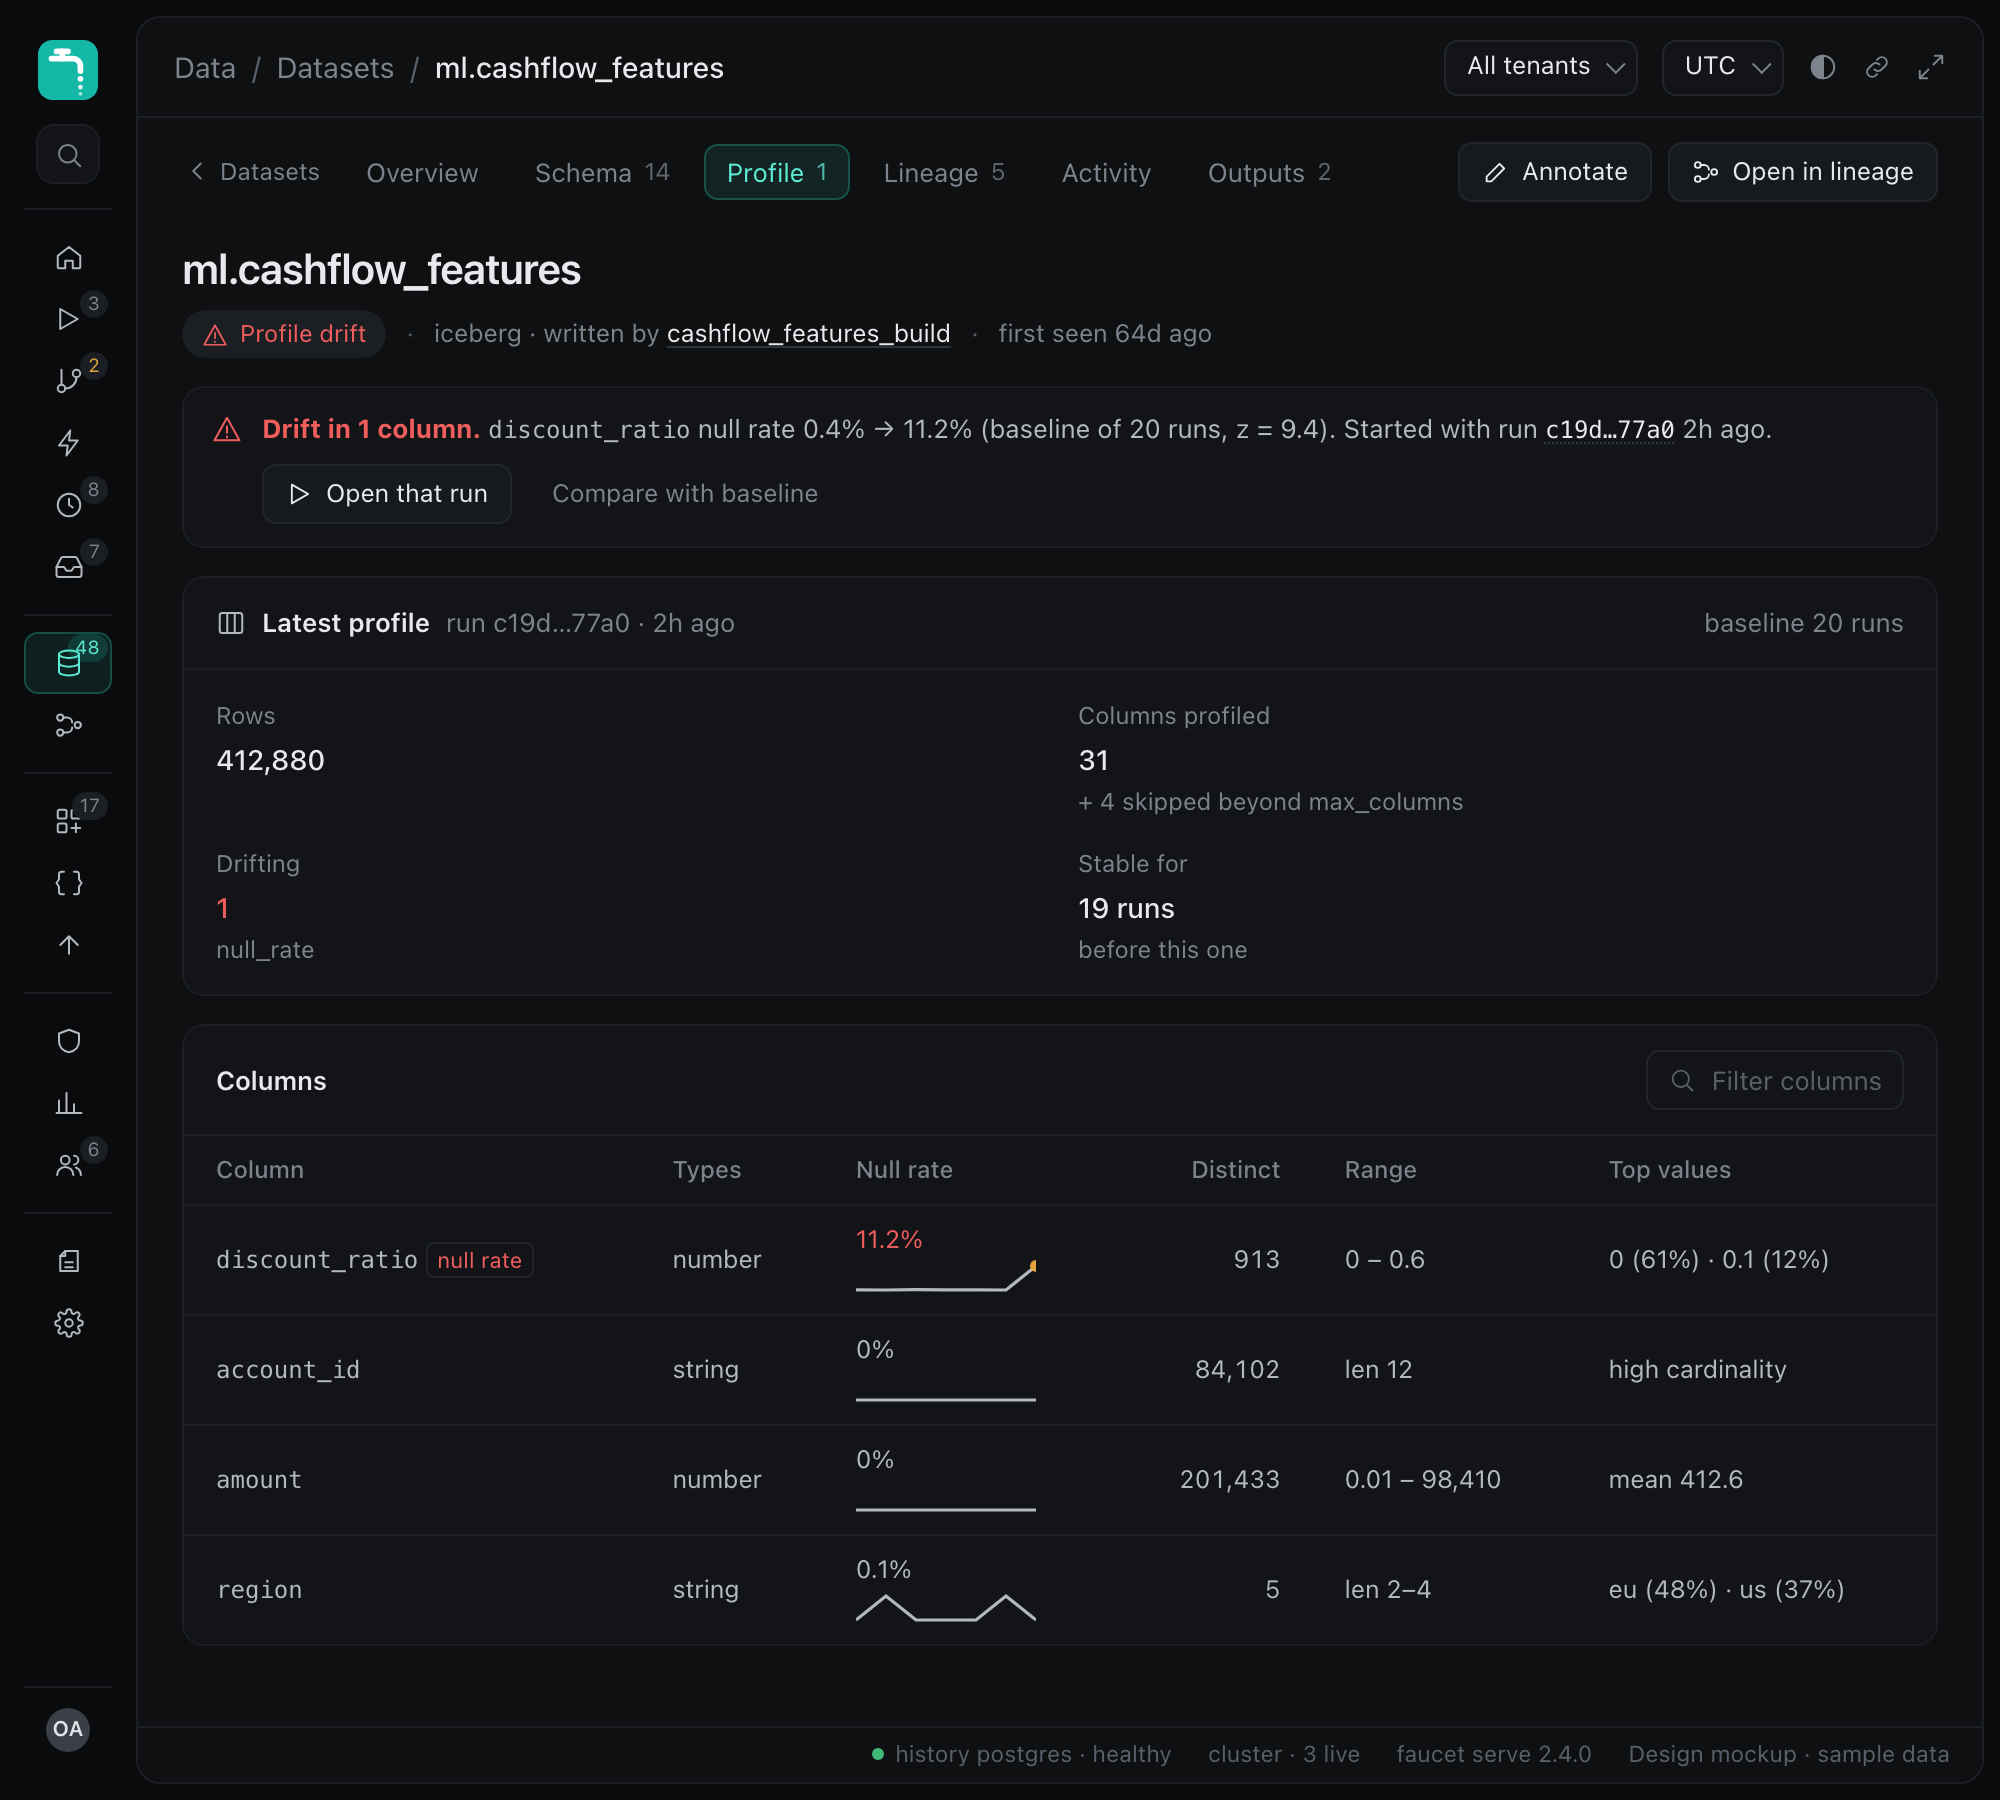 Data / Datasets / ml.cashflow_features
All tenants
UTC
Datasets
Overview
Schema 14
Profile 1
Lineage 5
Activity
Outputs 2
Annotate
Open in lineage
3
2
8
7
48
17
6
OA
ml.cashflow_features
Profile drift · iceberg · written by cashflow_features_build · first seen 64d ago
Drift in 1 column. discount_ratio null rate 0.4% → 11.2% (baseline of 20 runs, z = 9.4). Started with run c19d…77a0 2h ago.
Open that run
Compare with baseline
Latest profile run c19d…77a0 · 2h ago
baseline 20 runs
Rows
412,880
Columns profiled
31
+ 4 skipped beyond max_columns
Drifting
1
null_rate
Stable for
19 runs
before this one
Columns
Filter columns
Column Types Null rate Distinct Range Top values
discount_ratio null rate number 11.2% 913 0 – 0.6 0 (61%) · 0.1 (12%)
account_id string 0% 84,102 len 12 high cardinality
amount number 0% 201,433 0.01 – 98,410 mean 412.6
region string 0.1% 5 len 2–4 eu (48%) · us (37%)
history postgres · healthy
cluster · 3 live
faucet serve 2.4.0
Design mockup · sample data